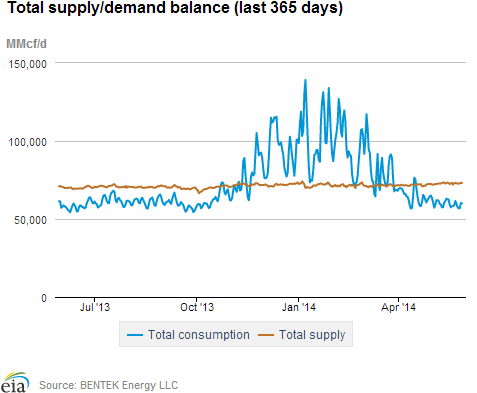 Total supply/demand balance (last 365 days)
MMcf/d
150,000
100,000
50,000
0
Jul '13 Oct '13 Jan '14 Apr '14
Total consumption Total supply
eia Source: BENTEK Energy LLC